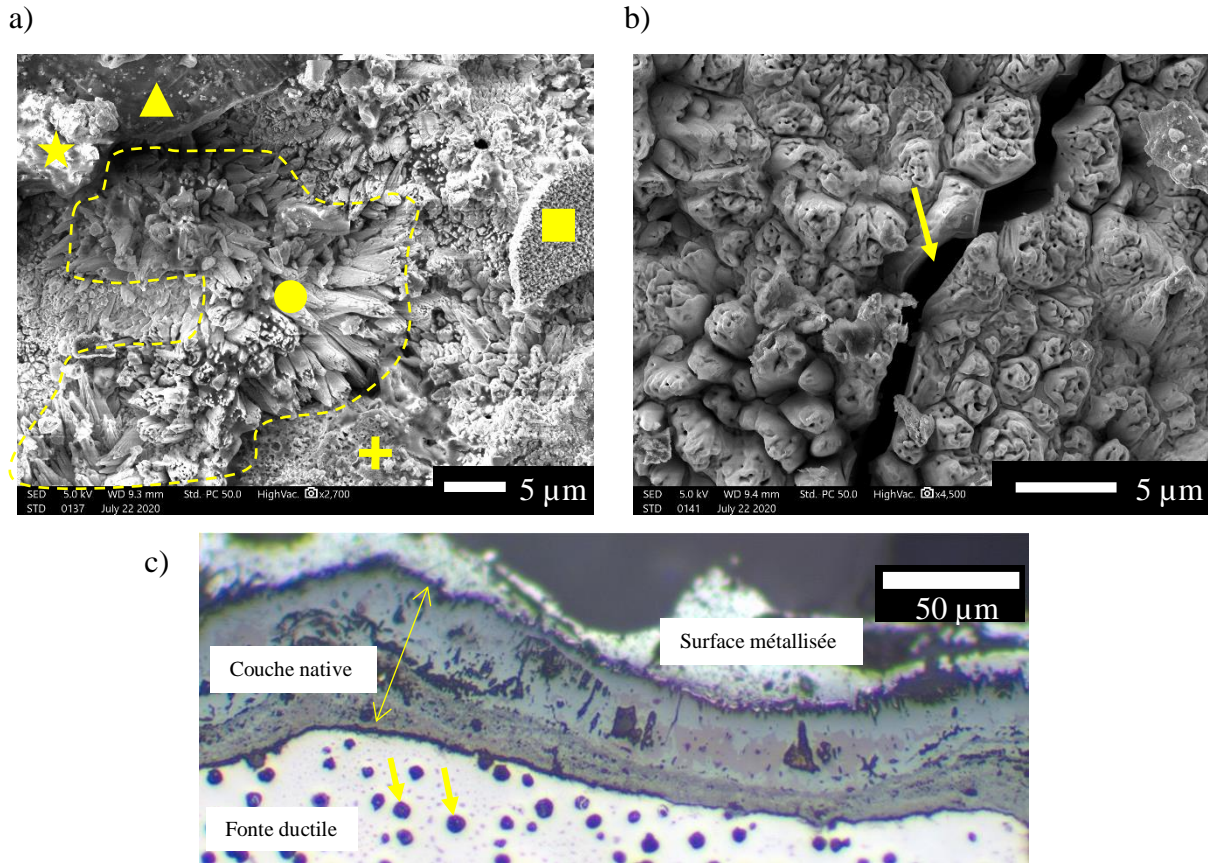 a)
b)
5 µm
SED 5.0 kV WD 9.3 mm Std. PC 50.0 HighVac. x2,700
STD 0137 July 22 2020
5 µm
SED 5.0 kV WD 9.4 mm Std. PC 50.0 HighVac. x4,500
STD 0141 July 22 2020
c)
50 µm
Surface métallisée
Couche native
Fonte ductile